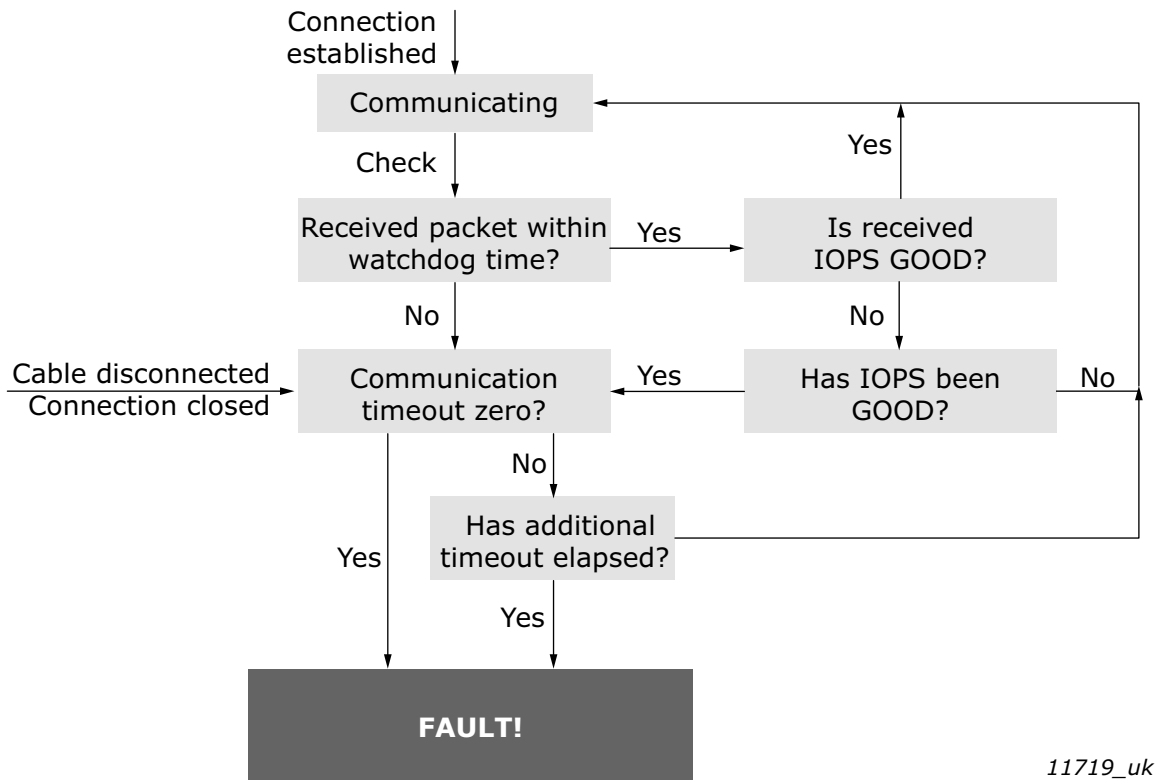 Connection
established
Communicating
Check
Yes
Received packet within
watchdog time?
Yes
Is received
IOPS GOOD?
No
No
Cable disconnected
Connection closed
Communication
timeout zero?
Yes
Has IOPS been
GOOD?
No
No
Has additional
timeout elapsed?
Yes
Yes
FAULT!
11719_uk